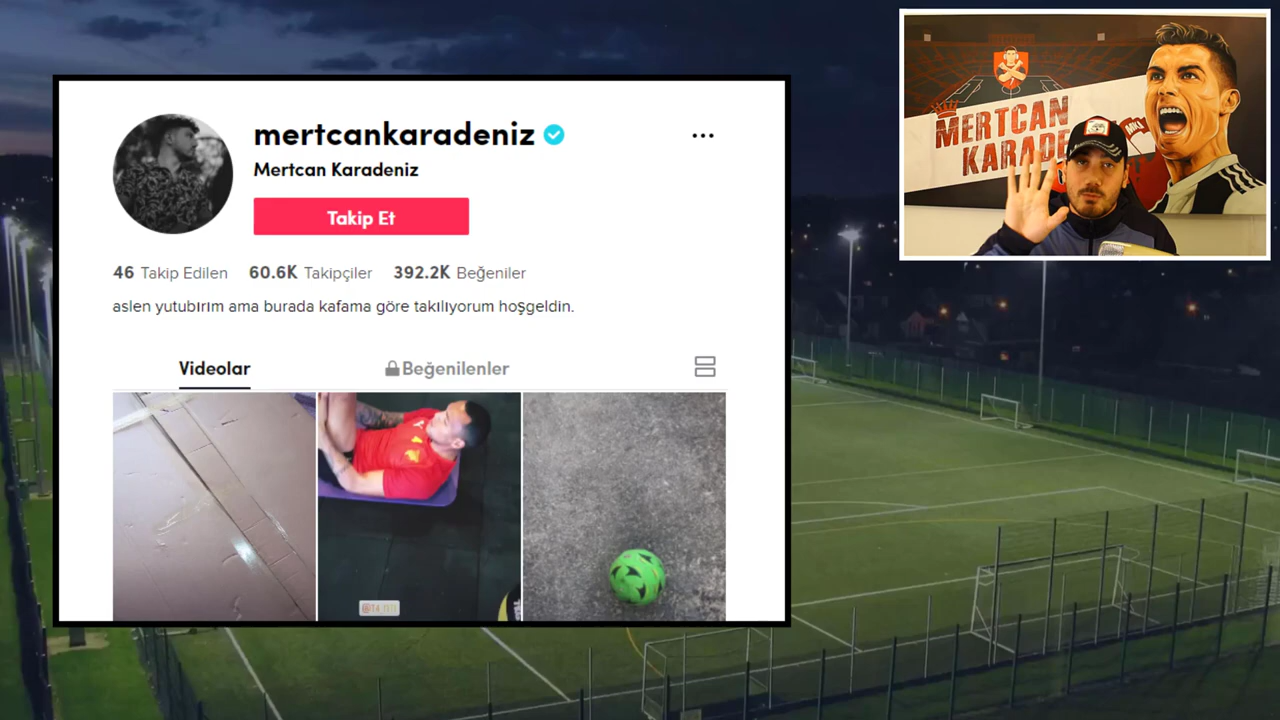 mertcankaradeniz
Mertcan Karadeniz
Takip Et
46 Takip Edilen 60.6K Takipçiler 392.2K Beğeniler
aslen yutubırım ama burada kafama göre takılıyorum hoşgeldin.
Videolar
Beğenilenler
MERTCAN
KARADE